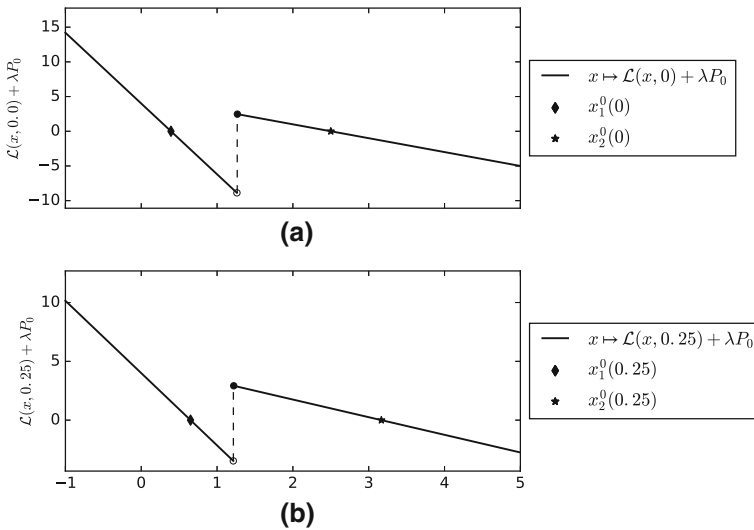 15
10
5
0
−5
−10
ℒ(x, 0.0) + λP₀
x ↦ ℒ(x, 0) + λP₀
x₁⁰(0)
x₂⁰(0)
(a)
10
5
0
ℒ(x, 0.25) + λP₀
x ↦ ℒ(x, 0.25) + λP₀
x₁⁰(0.25)
x₂⁰(0.25)
−1 0 1 2 3 4 5
(b)